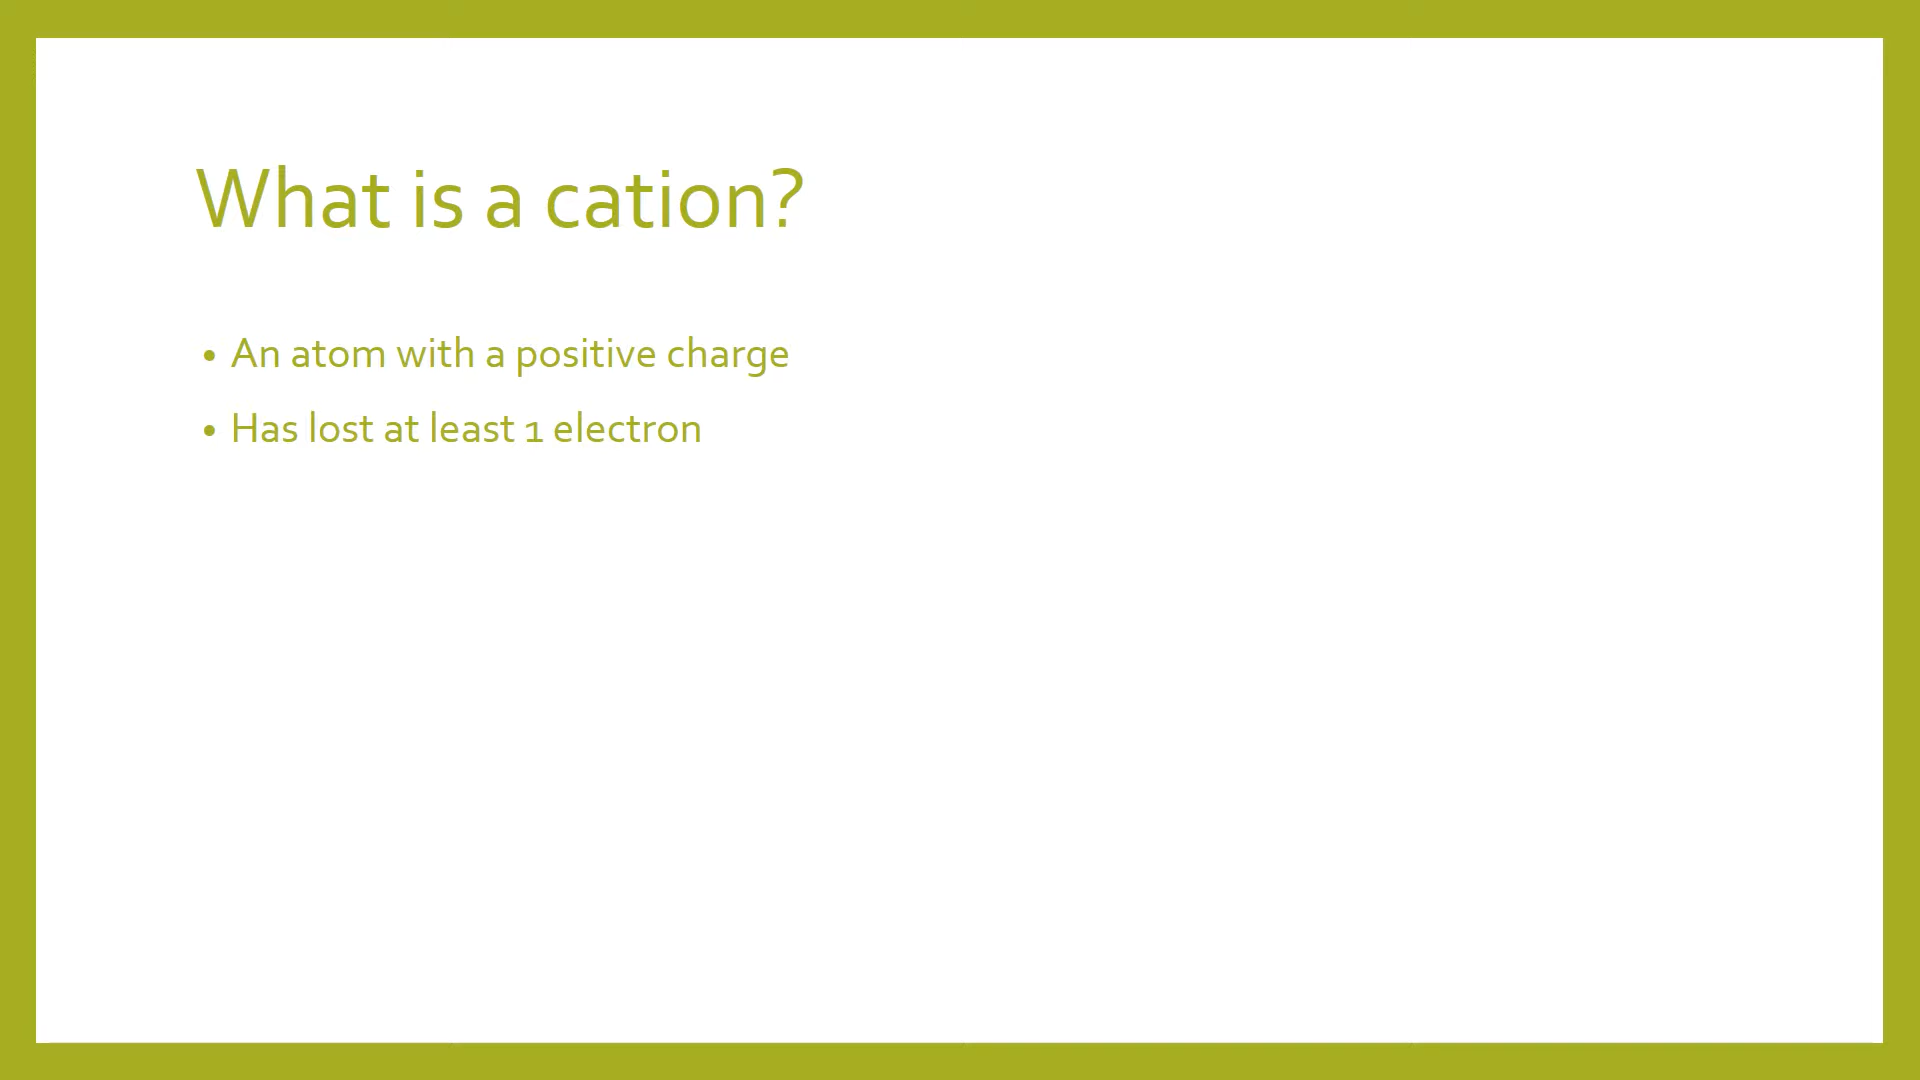 What is a cation?
• An atom with a positive charge
• Has lost at least 1 electron